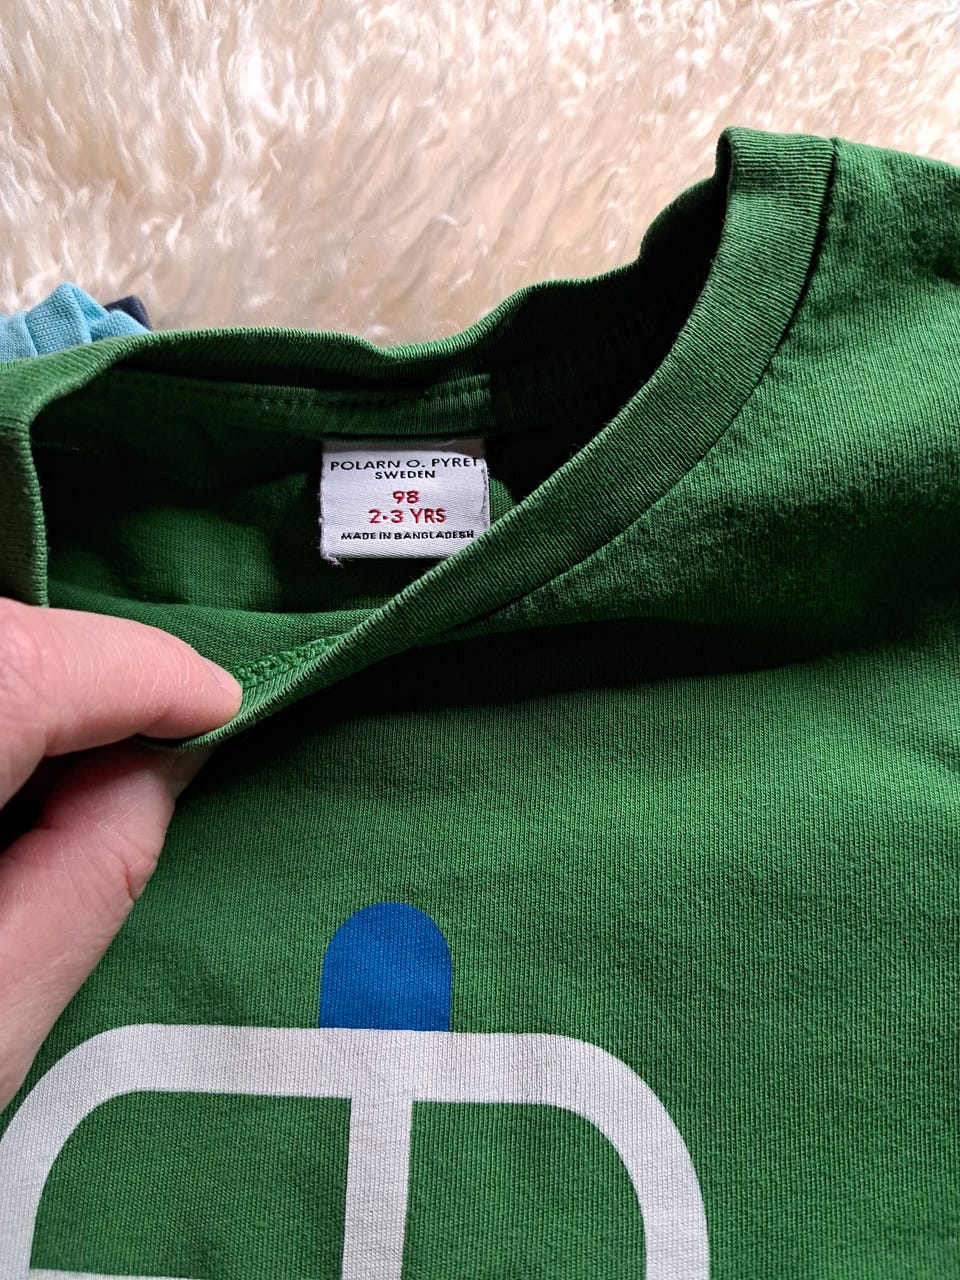 POLARN O. PYRET
SWEDEN
98
2-3 YRS
MADE IN BANGLADESH